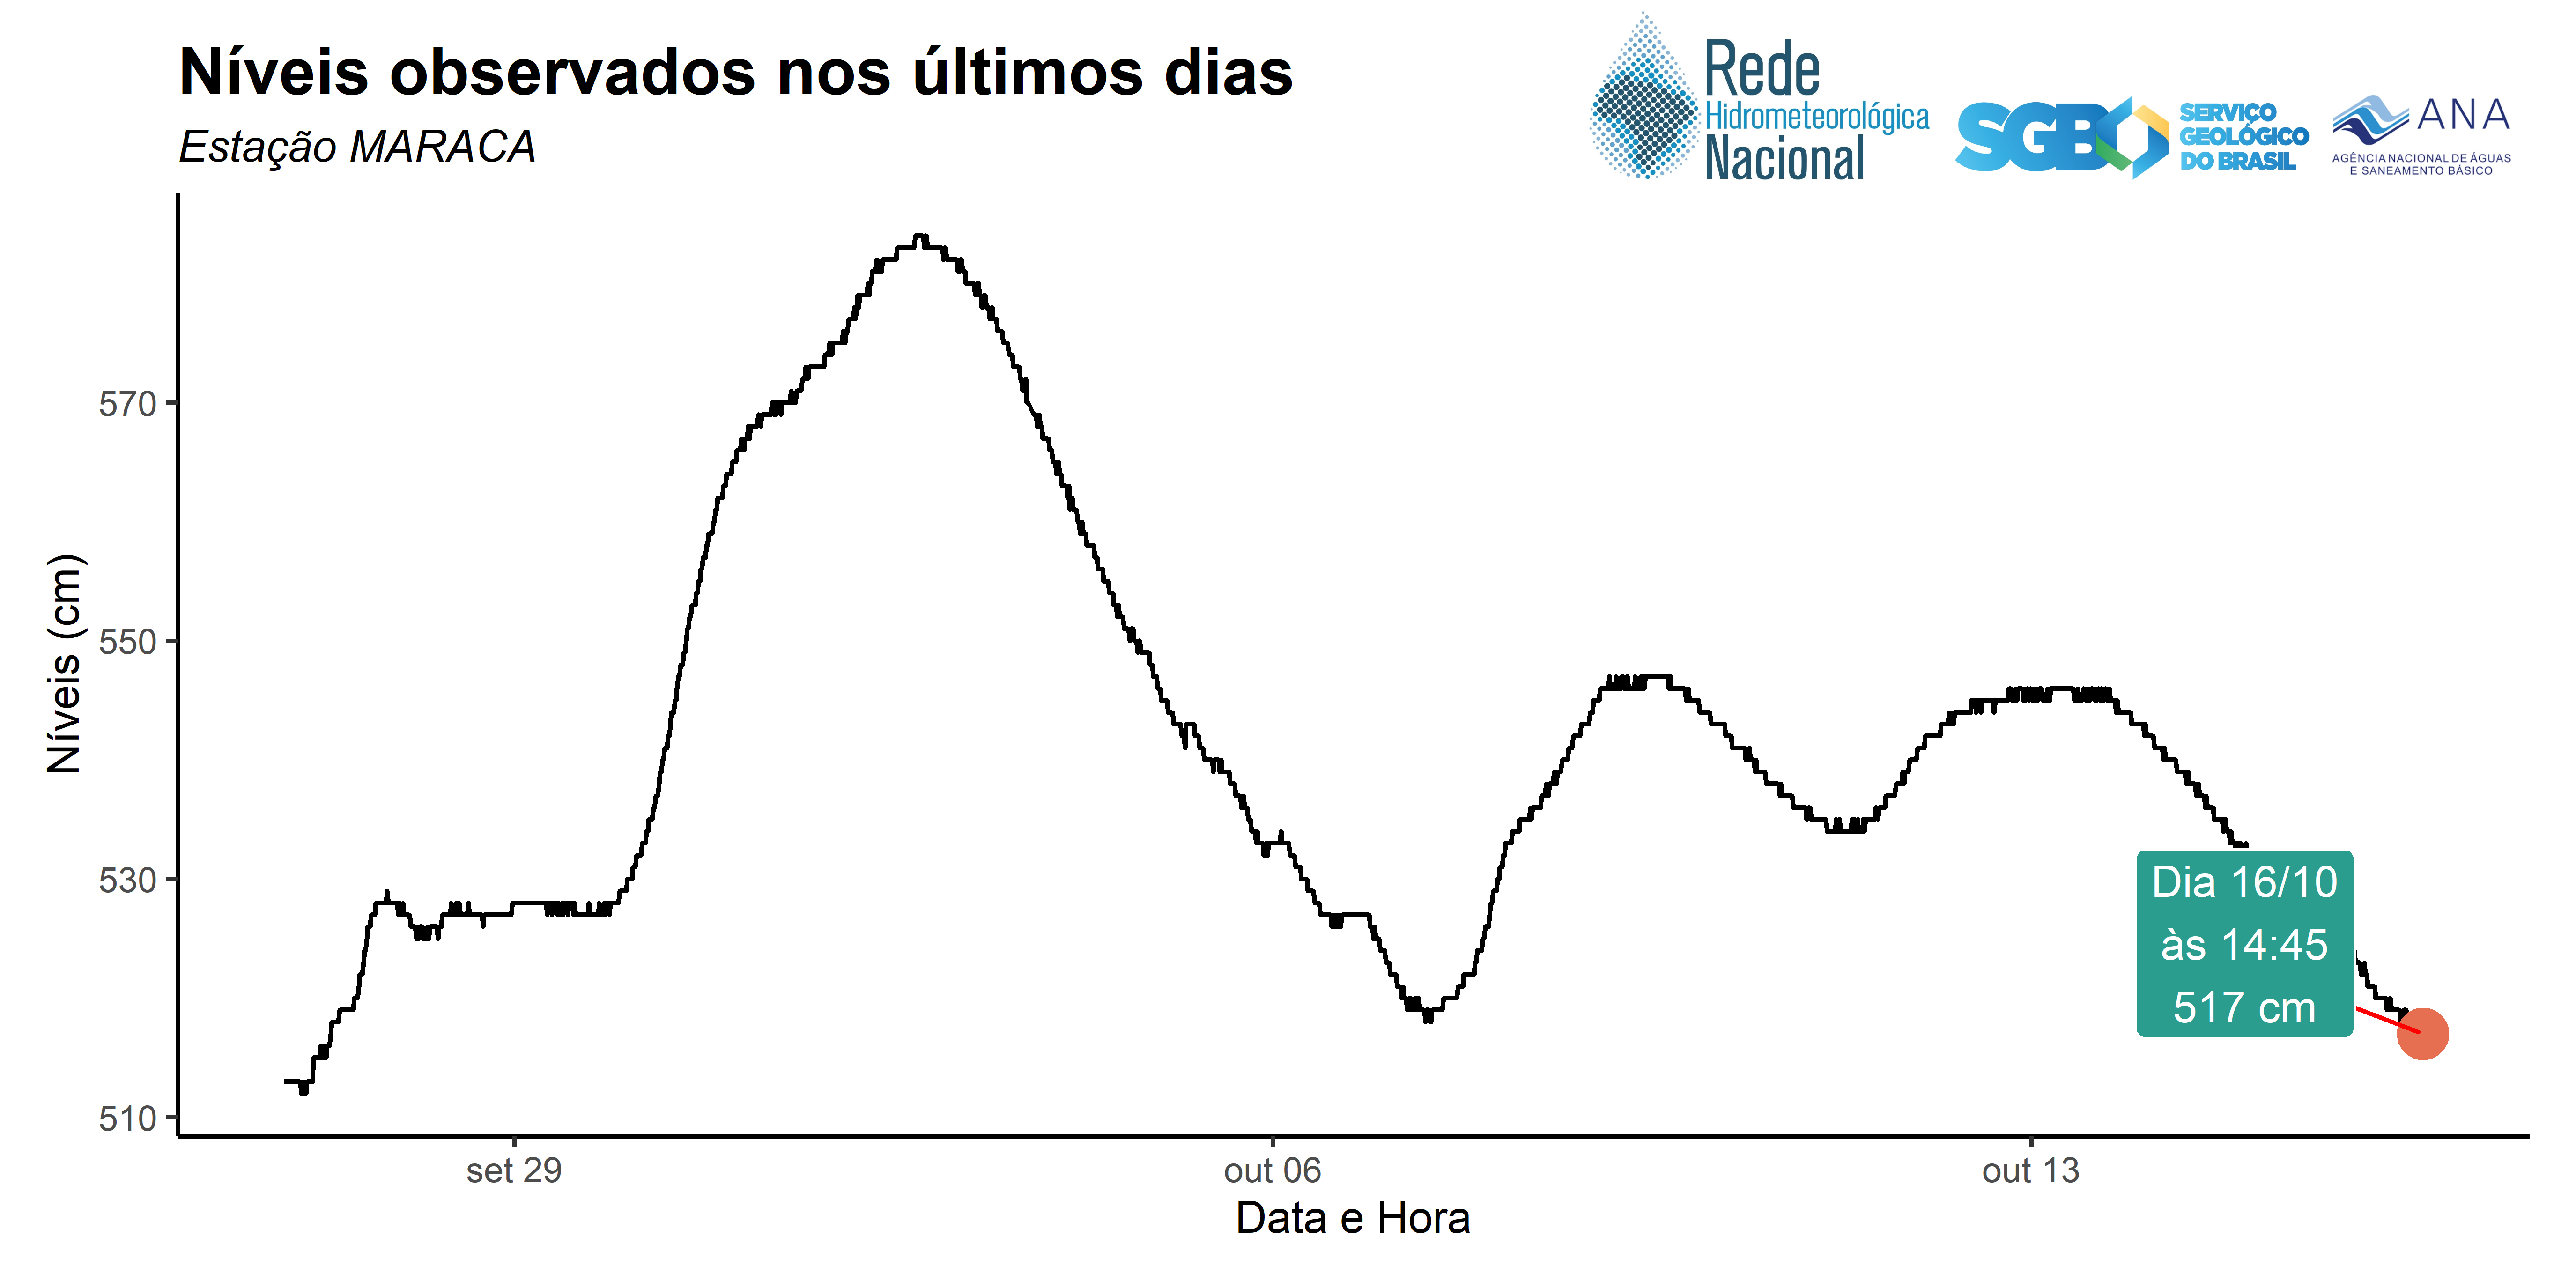 Níveis observados nos últimos dias
Estação MARACA
Rede
Hidrometeorológica
Nacional
SGB
SERVIÇO
GEOLÓGICO
DO BRASIL
ANA
AGÊNCIA NACIONAL DE ÁGUAS
E SANEAMENTO BÁSICO
Níveis (cm)
570
550
530
510
Dia 16/10
às 14:45
517 cm
set 29
out 06
out 13
Data e Hora